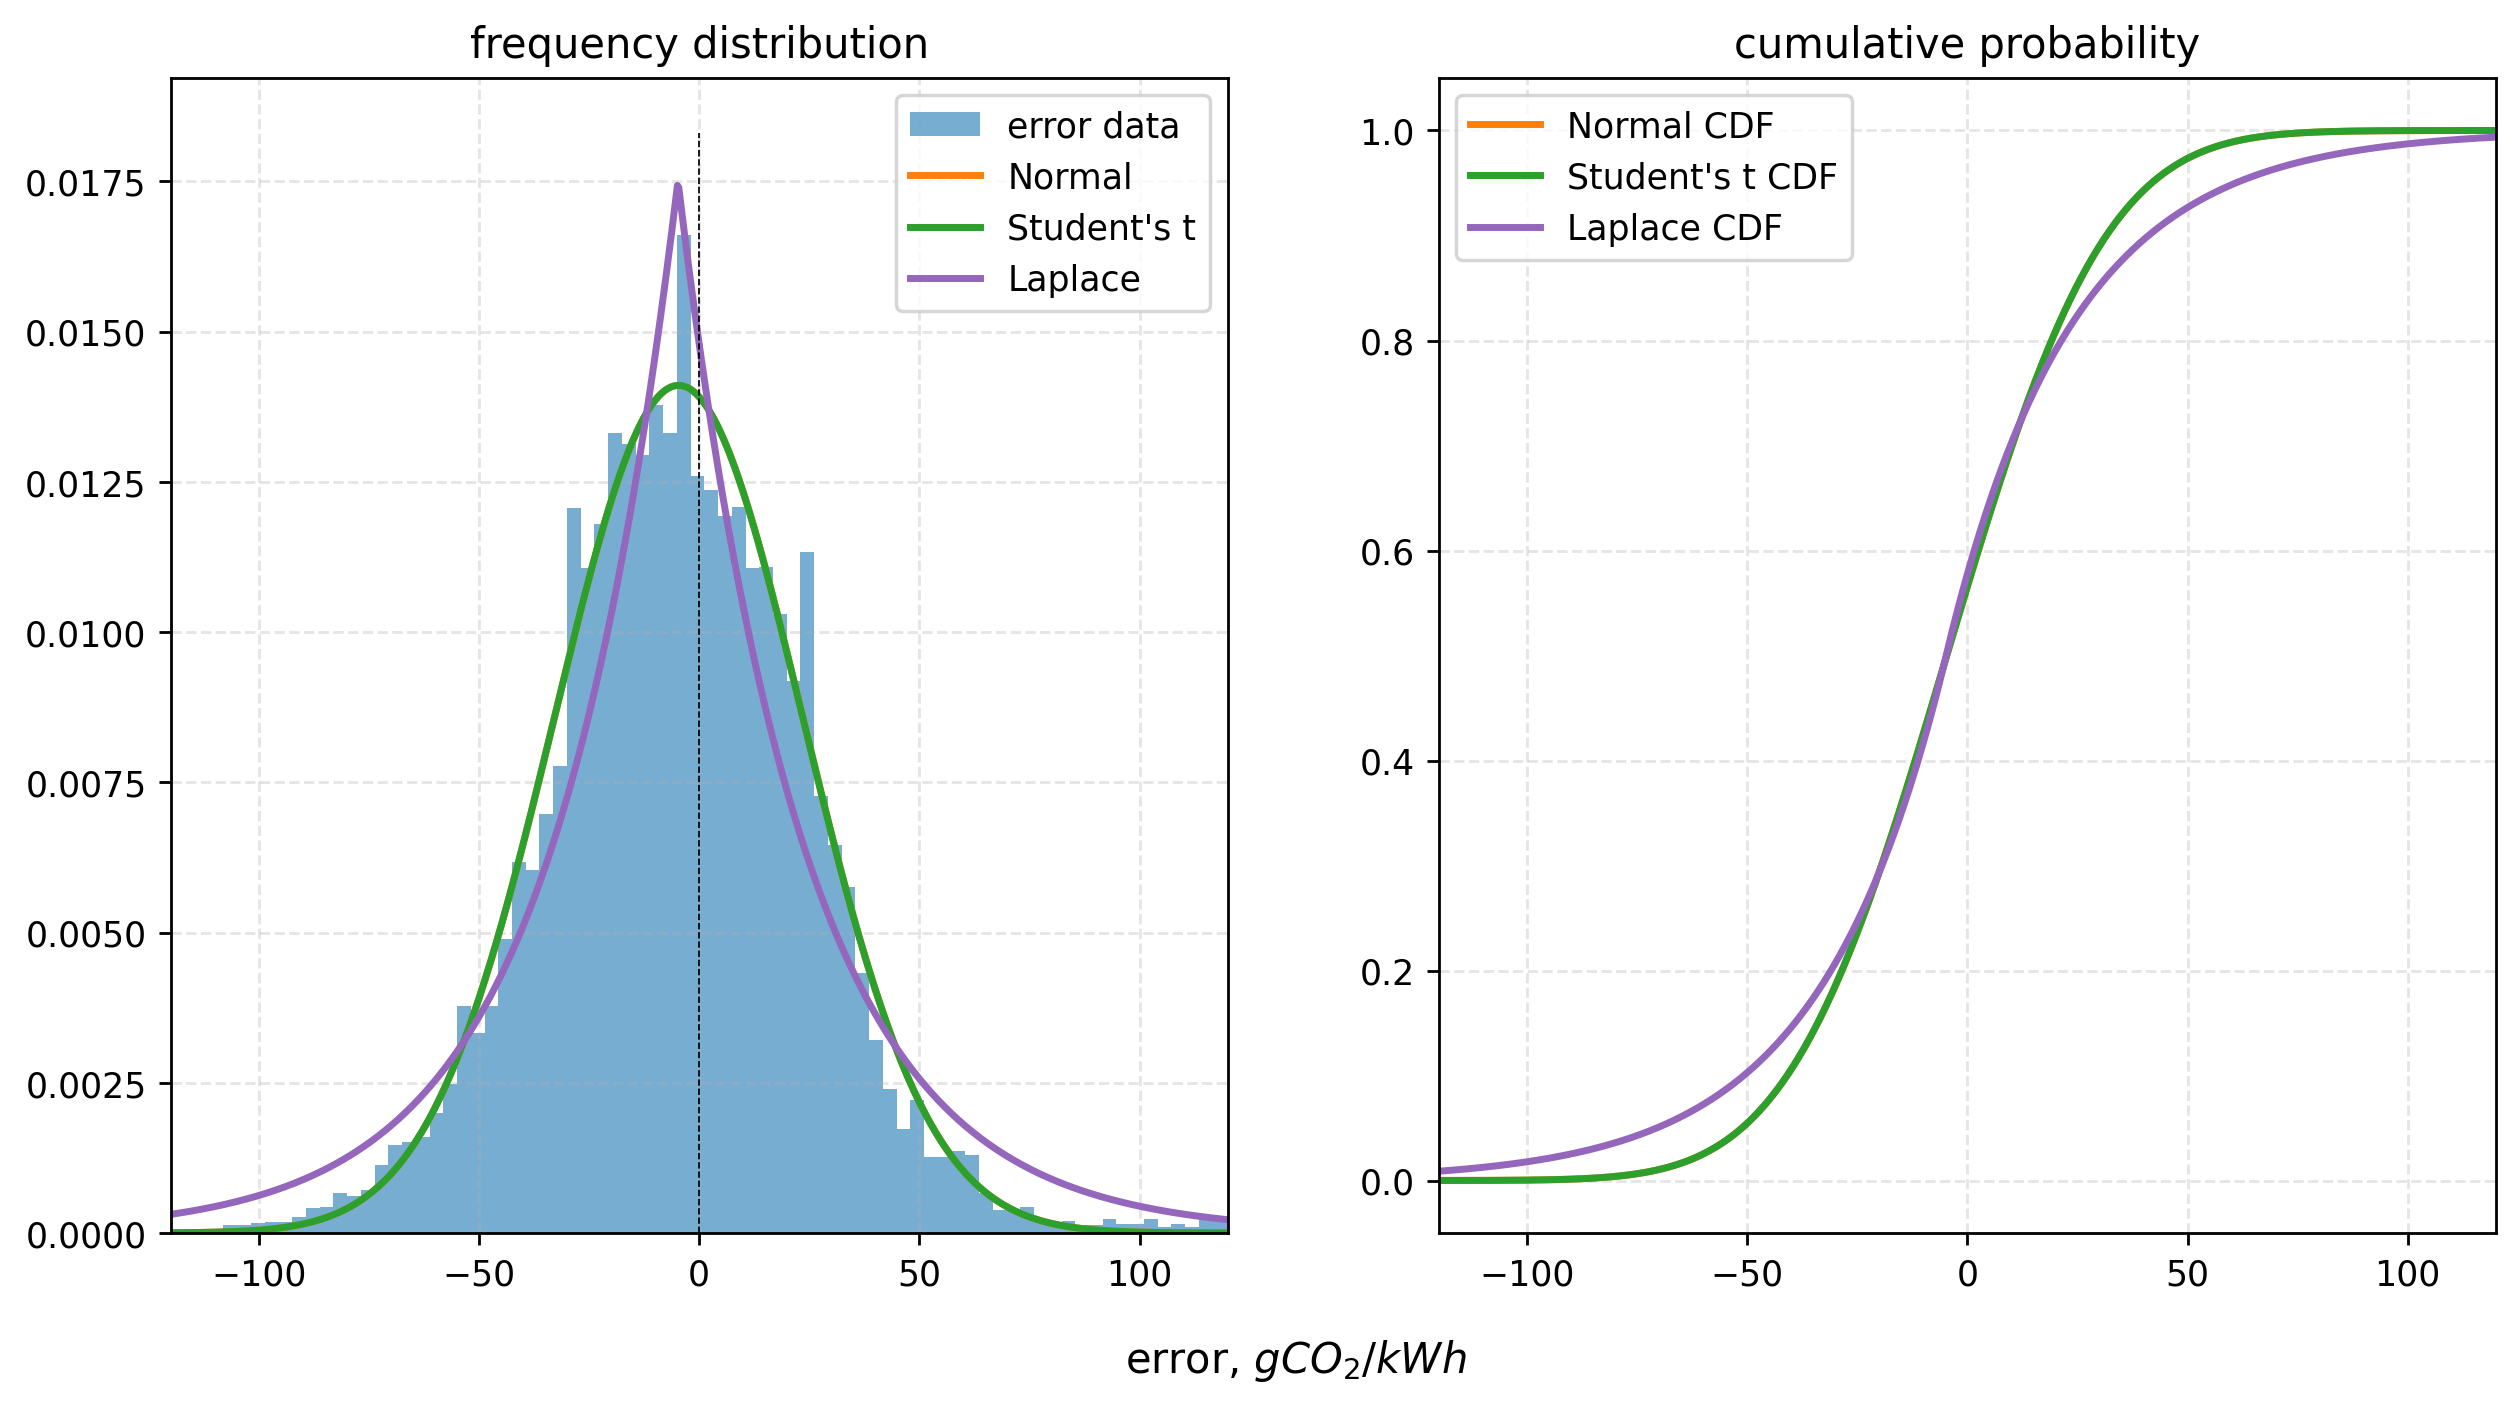 frequency distribution
0.0175
0.0150
0.0125
0.0100
0.0075
0.0050
0.0025
0.0000
−100 −50 0 50 100
error data
Normal
Student's t
Laplace
cumulative probability
1.0
0.8
0.6
0.4
0.2
0.0
−100 −50 0 50 100
Normal CDF
Student's t CDF
Laplace CDF
error, gCO₂/kWh